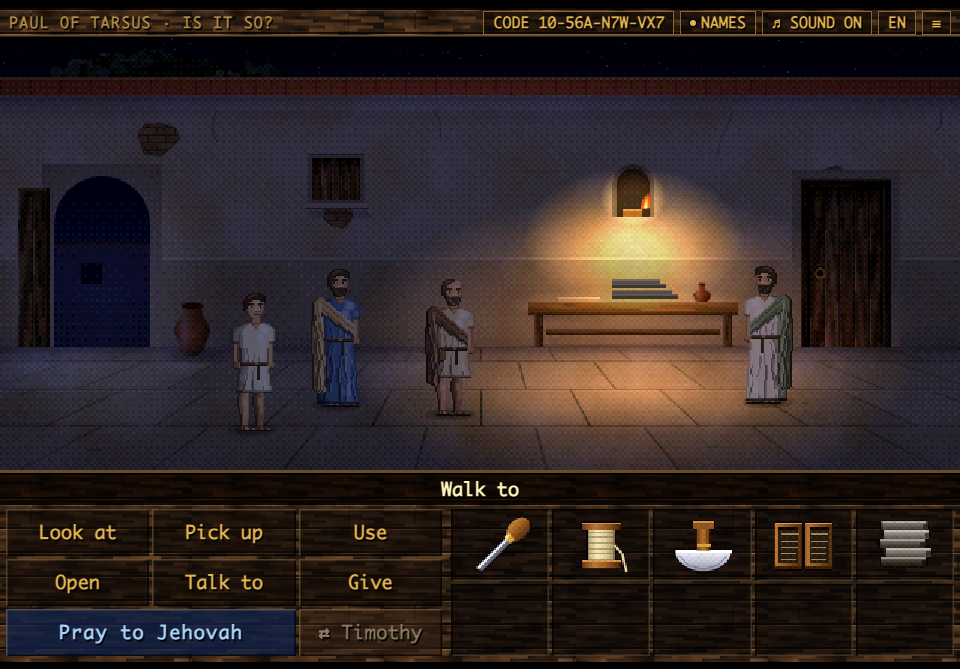 PAUL OF TARSUS · IS IT SO?
CODE 10-56A-N7W-VX7
• NAMES
♬ SOUND ON
EN
≡
Walk to
Look at
Pick up
Use
Open
Talk to
Give
Pray to Jehovah
⇄ Timothy